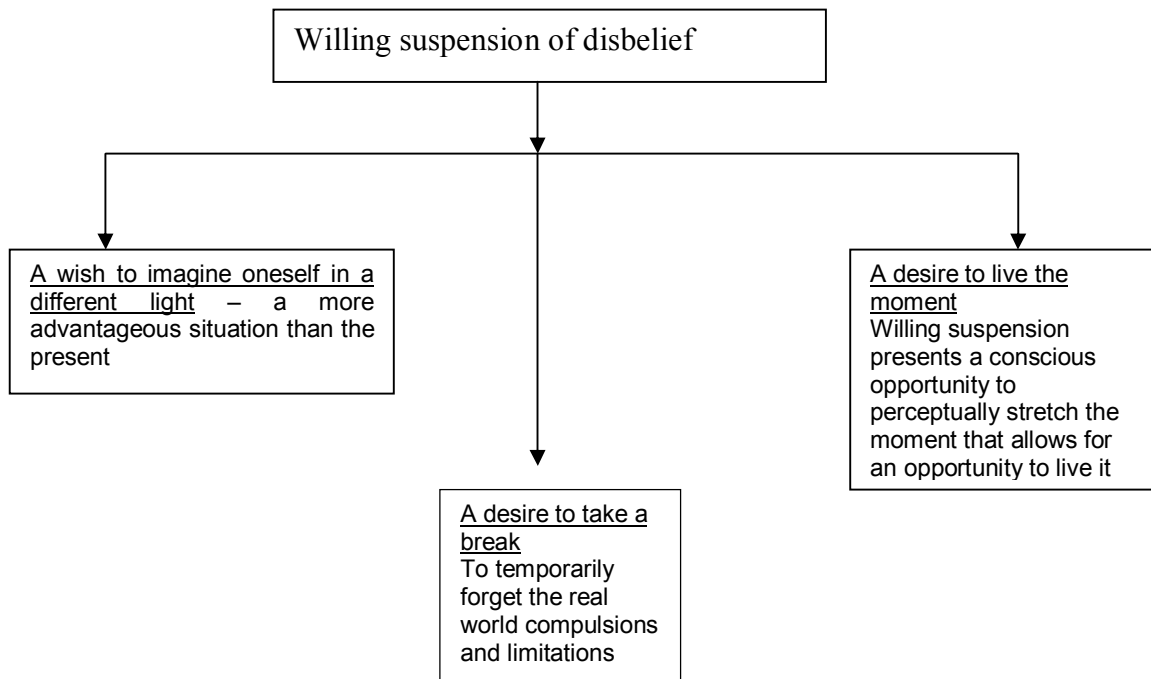 Willing suspension of disbelief
A wish to imagine oneself in a
different light – a more
advantageous situation than the
present
A desire to take a
break
To temporarily
forget the real
world compulsions
and limitations
A desire to live the
moment
Willing suspension
presents a conscious
opportunity to
perceptually stretch the
moment that allows for
an opportunity to live it